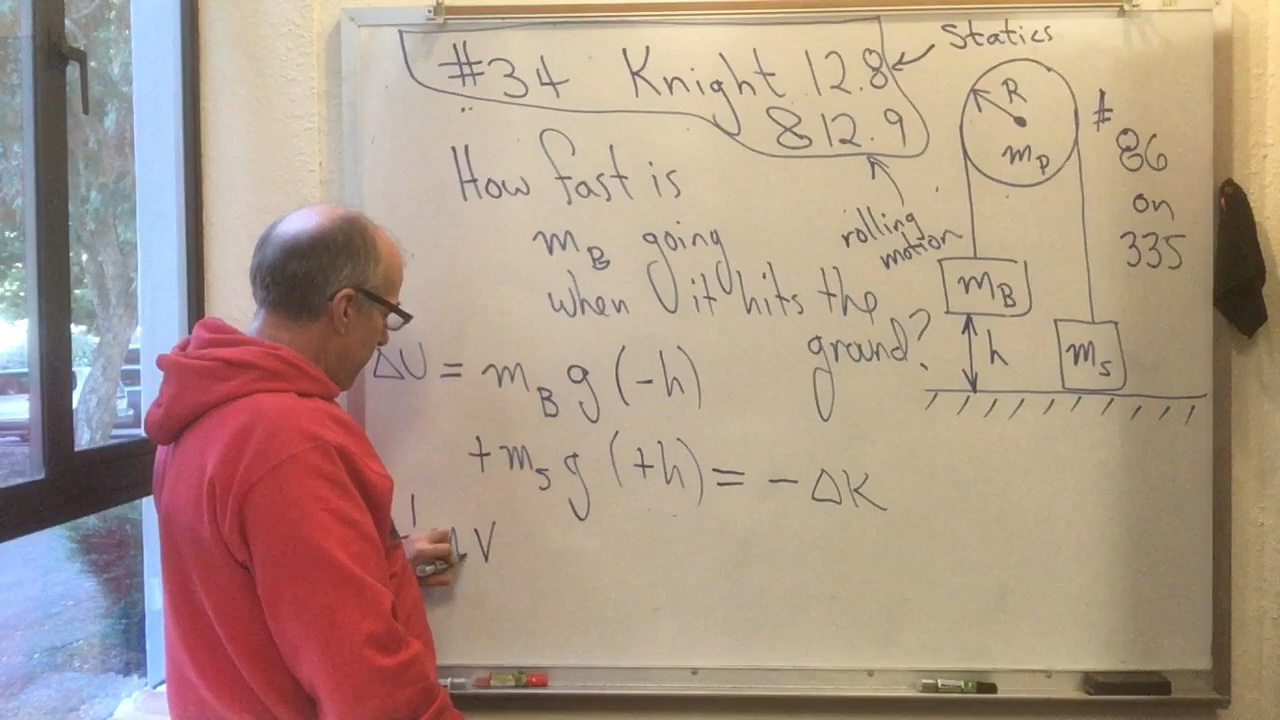 #34 Knight 12.8
& 12.9
Statics
rolling
motion
How fast is
m_B going
when it hits the
ground?
R
m_P
m_B
h
m_S
#
86
on
335
ΔU = m_B g (-h)
+ m_S g (+h) = - ΔK
V